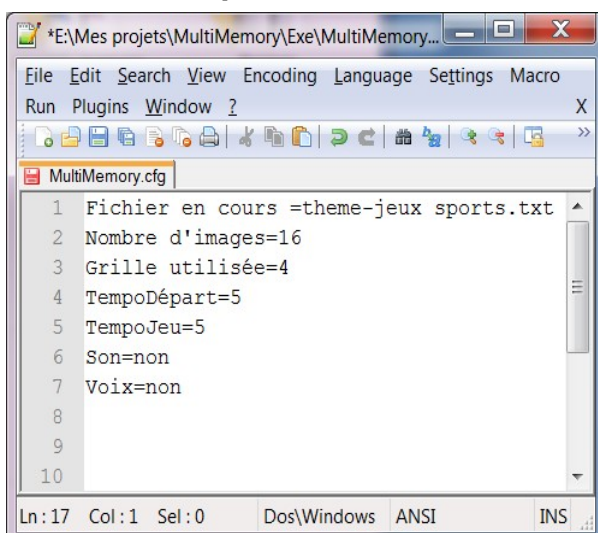 *E:\Mes projets\MultiMemory\Exe\MultiMemory...
File Edit Search View Encoding Language Settings Macro
Run Plugins Window ? X
MultiMemory.cfg
1 Fichier en cours =theme-jeux sports.txt
2 Nombre d'images=16
3 Grille utilisée=4
4 TempoDépart=5
5 TempoJeu=5
6 Son=non
7 Voix=non
8
9
10
Ln : 17 Col : 1 Sel : 0 Dos\Windows ANSI INS